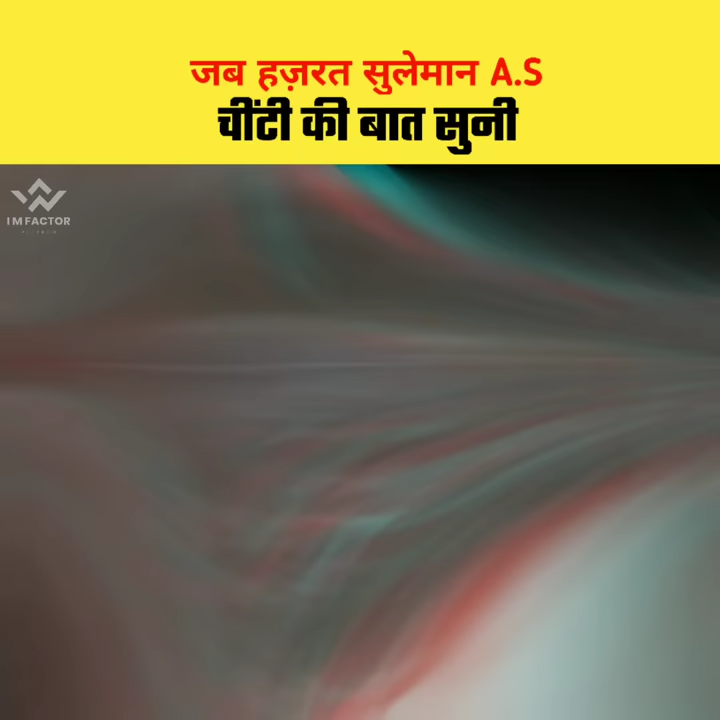 जब हज़रत सुलेमान A.S
चींटी की बात सुनी
I M FACTOR